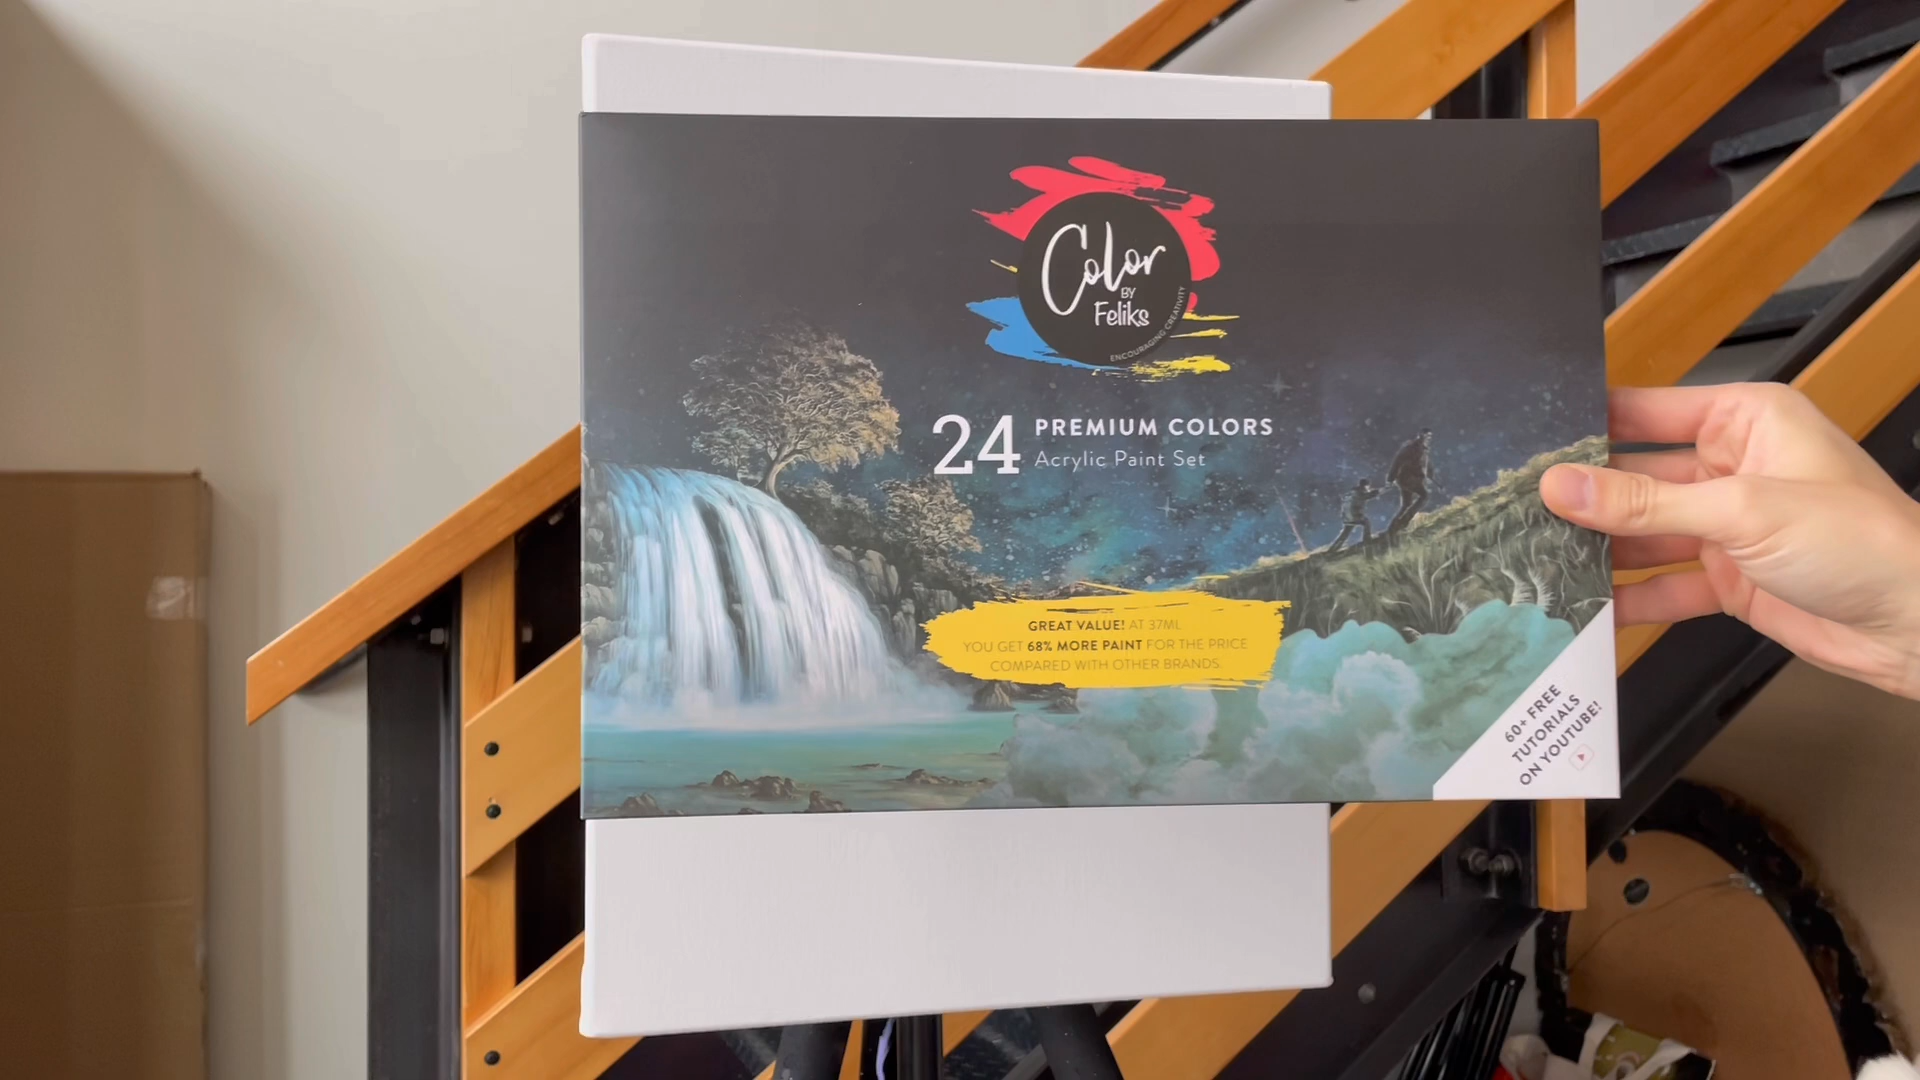 Color
BY
Feliks
ENCOURAGING CREATIVITY
24 PREMIUM COLORS
Acrylic Paint Set
GREAT VALUE! AT 37ML
YOU GET 68% MORE PAINT FOR THE PRICE
COMPARED WITH OTHER BRANDS.
60+ FREE
TUTORIALS
ON YOUTUBE!